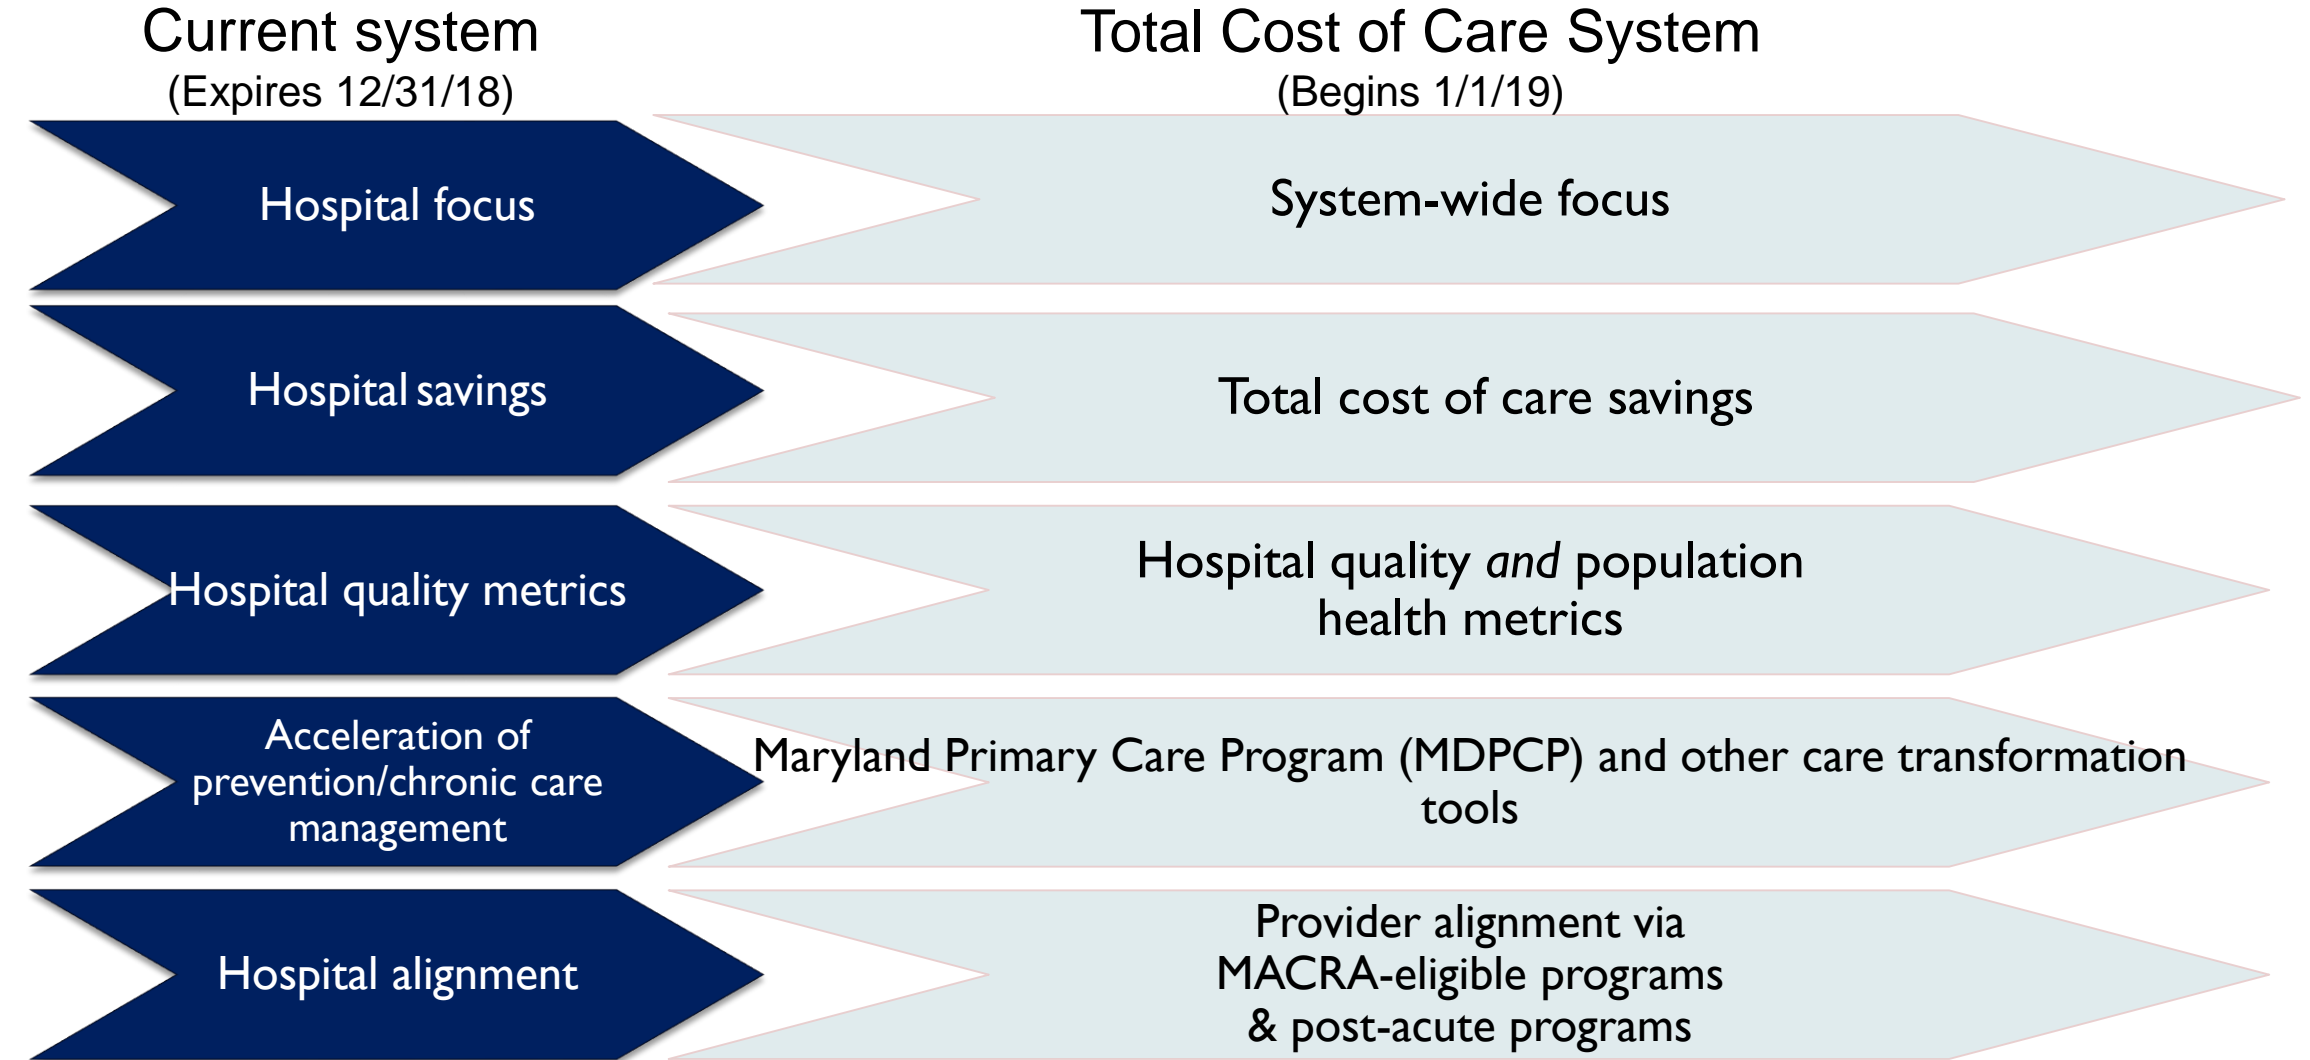 Current system
(Expires 12/31/18)
Total Cost of Care System
(Begins 1/1/19)
Hospital focus
System-wide focus
Hospital savings
Total cost of care savings
Hospital quality metrics
Hospital quality and population
health metrics
Acceleration of
prevention/chronic care
management
Maryland Primary Care Program (MDPCP) and other care transformation
tools
Hospital alignment
Provider alignment via
MACRA-eligible programs
& post-acute programs